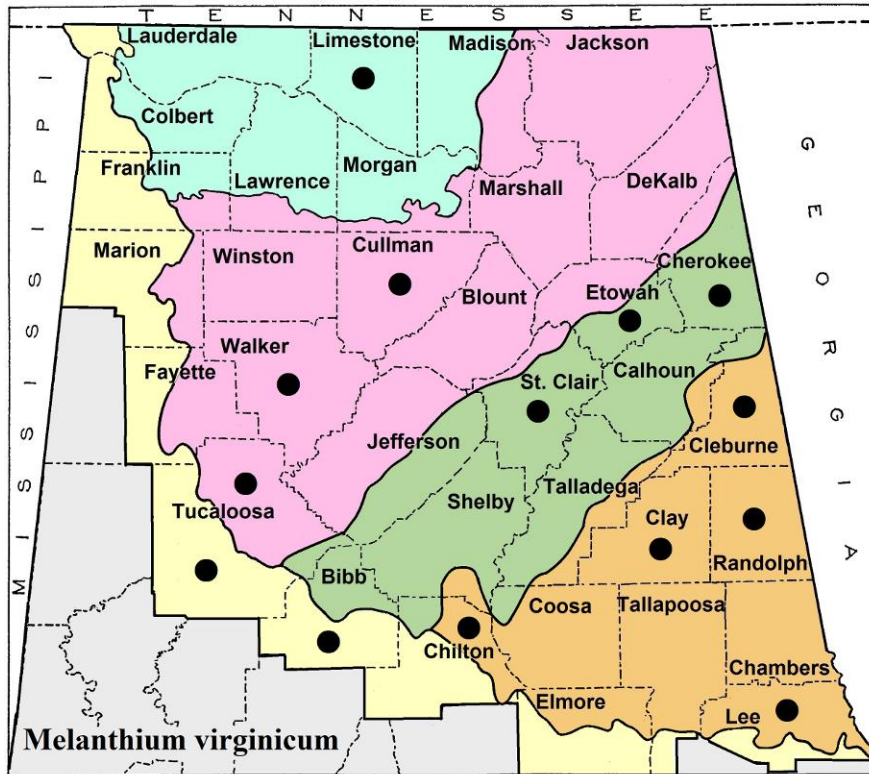 TENNESSEE
Lauderdale
Limestone
Madison
Jackson
Colbert
Franklin
Lawrence
Morgan
Marshall
DeKalb
Marion
Winston
Cullman
Cherokee
Blount
Etowah
Walker
Fayette
St. Clair
Calhoun
Jefferson
Cleburne
Tucaloosa
Shelby
Talladega
Clay
Randolph
Bibb
Coosa
Tallapoosa
Chilton
Chambers
Elmore
Lee
MISSISSIPPI
GEORGIA
Melanthium virginicum